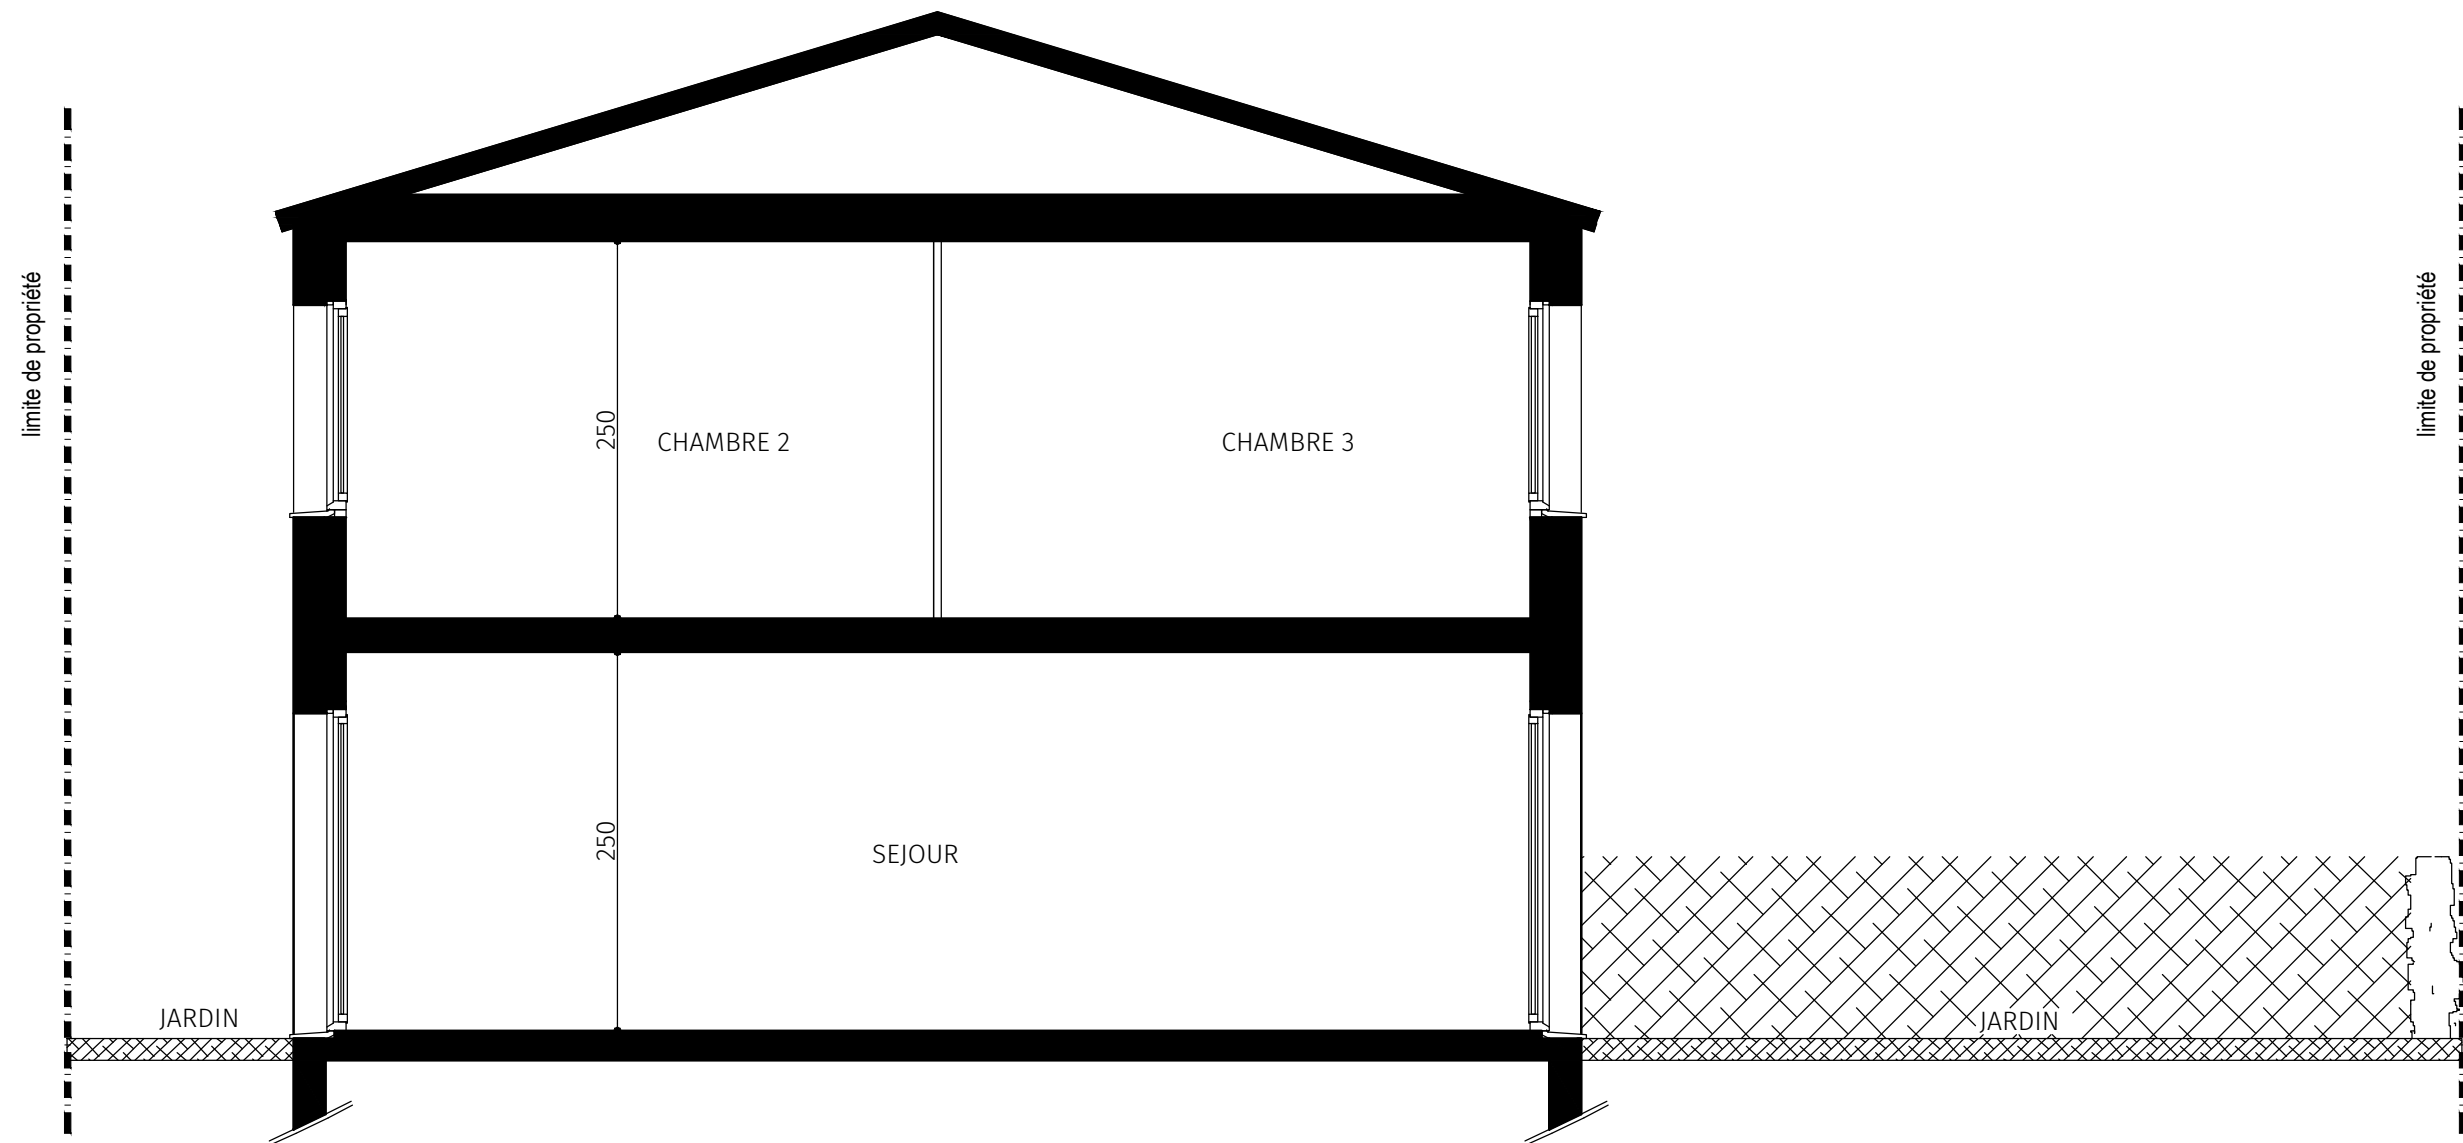 limite de propriété
limite de propriété
250
CHAMBRE 2
CHAMBRE 3
250
SEJOUR
JARDIN
JARDIN